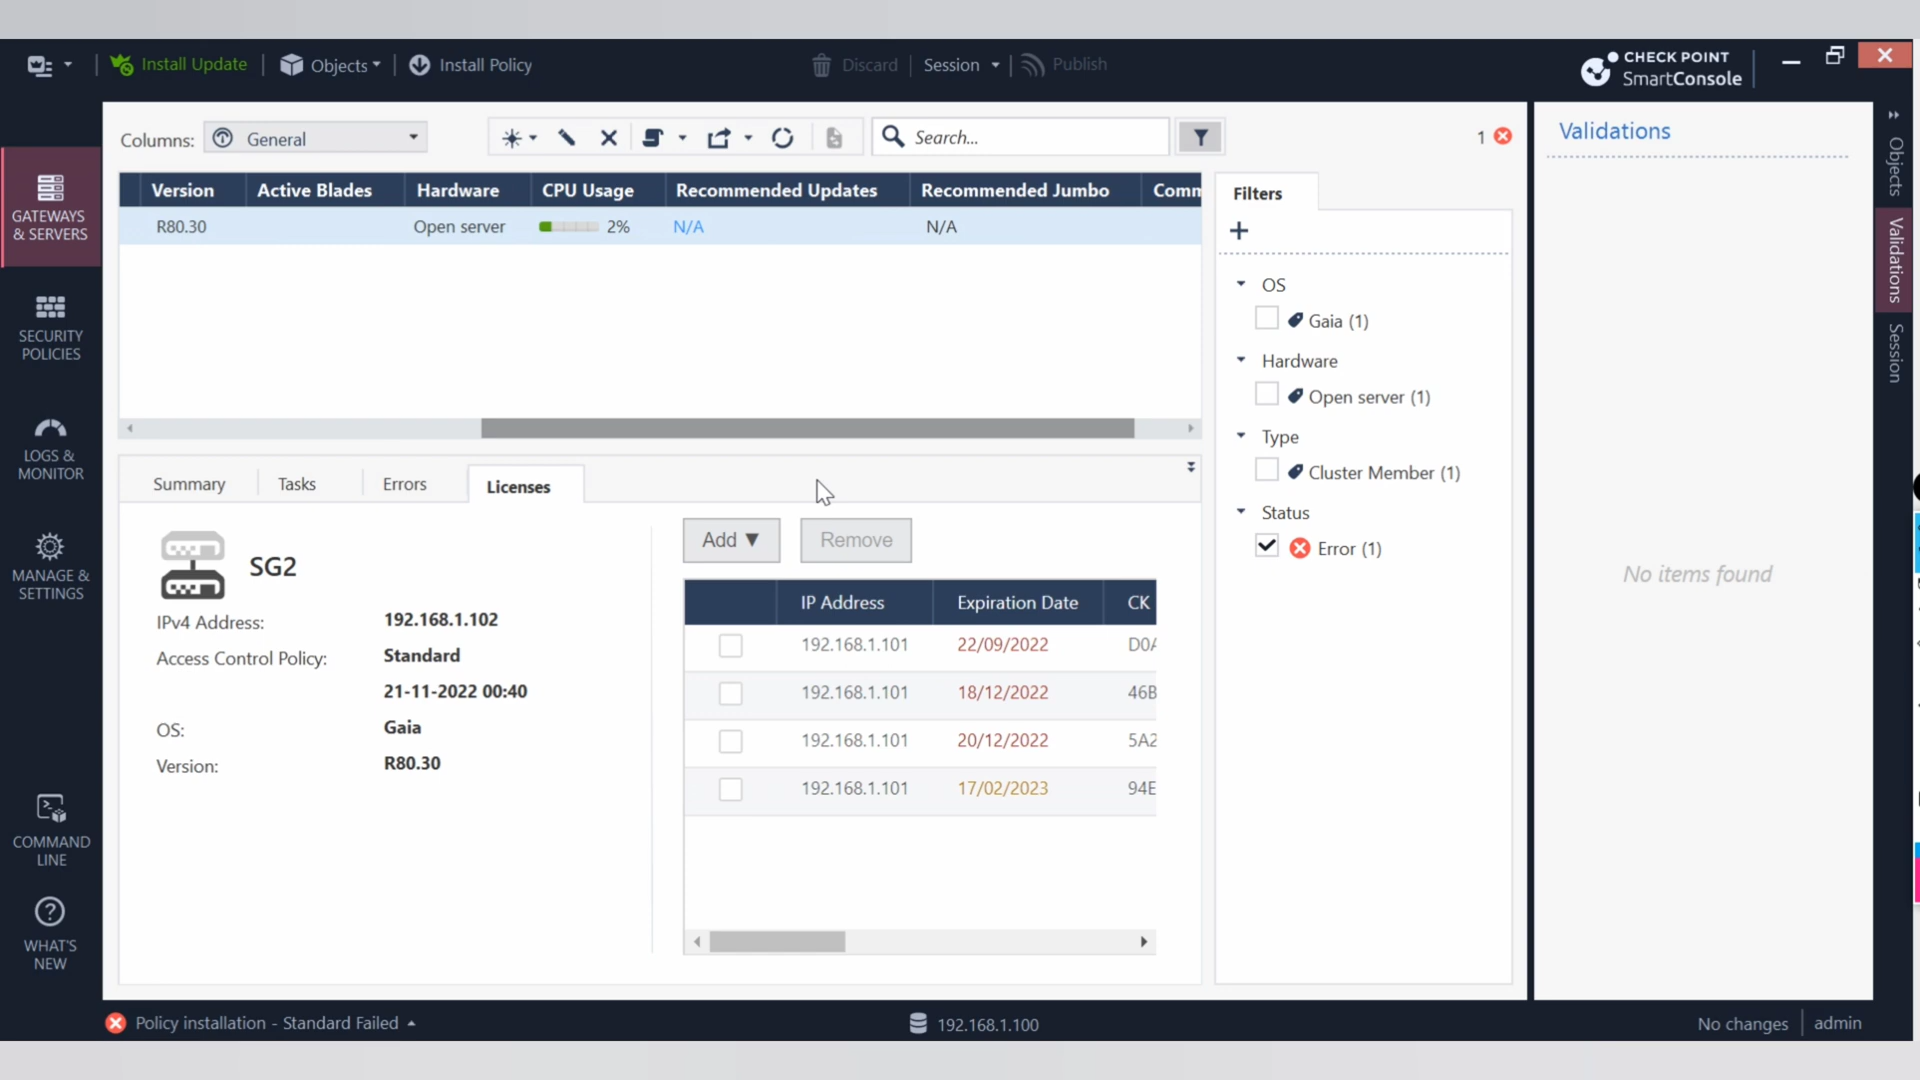 Install Update
Objects
Install Policy
Discard
Session
Publish
CHECK POINT
SmartConsole
Columns:
General
Search...
1
Validations
Objects
Validations
Session
GATEWAYS
& SERVERS
SECURITY
POLICIES
LOGS &
MONITOR
MANAGE &
SETTINGS
COMMAND
LINE
WHAT'S
NEW
Version Active Blades Hardware CPU Usage Recommended Updates Recommended Jumbo Comm
R80.30 Open server 2% N/A N/A
Filters
OS
Gaia (1)
Hardware
Open server (1)
Type
Cluster Member (1)
Status
Error (1)
No items found
Summary Tasks Errors Licenses
SG2
IPv4 Address: 192.168.1.102
Access Control Policy: Standard
21-11-2022 00:40
OS: Gaia
Version: R80.30
Add ▼ Remove
IP Address Expiration Date CK
192.168.1.101 22/09/2022 D0A
192.168.1.101 18/12/2022 46B
192.168.1.101 20/12/2022 5A2
192.168.1.101 17/02/2023 94E
Policy installation - Standard Failed
192.168.1.100
No changes
admin